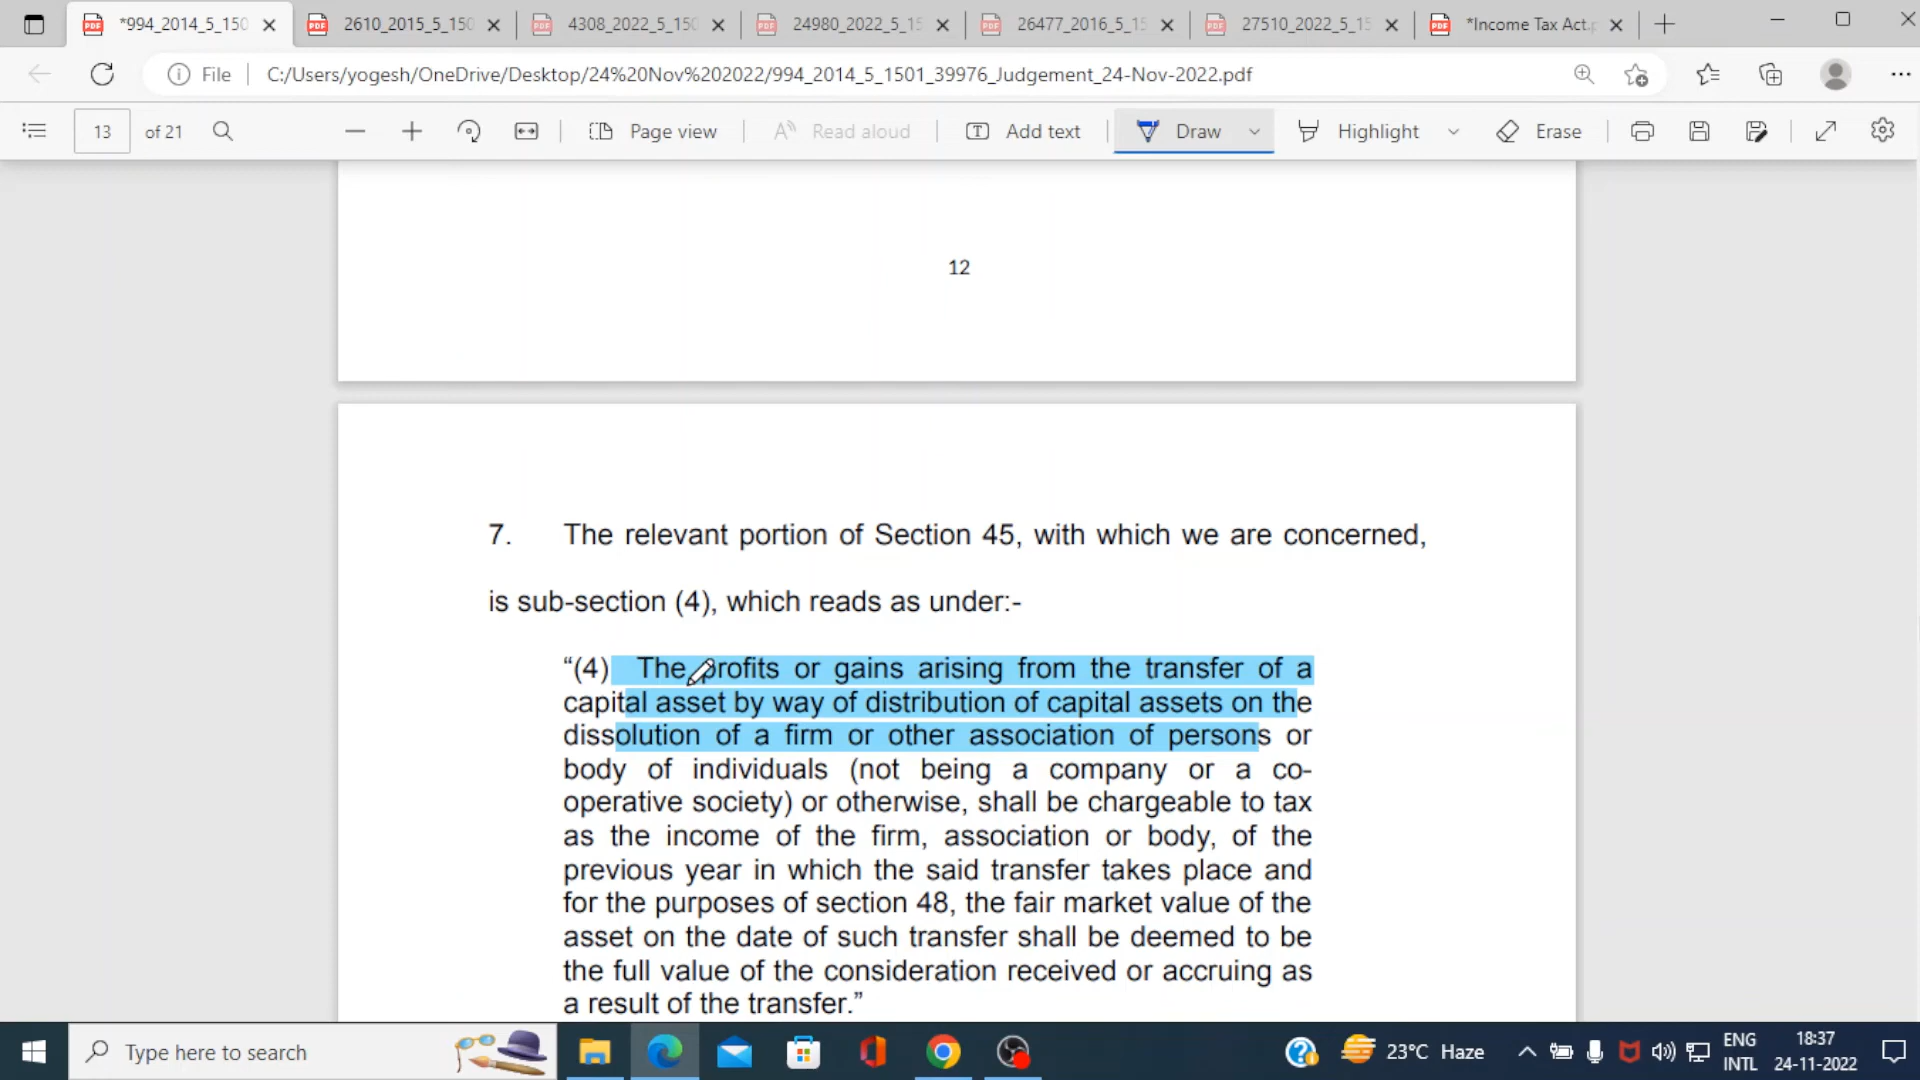 *994_2014_5_150
2610_2015_5_150
4308_2022_5_150
24980_2022_5_15
26477_2016_5_15
27510_2022_5_15
*Income Tax Act.p
File
C:/Users/yogesh/OneDrive/Desktop/24%20Nov%202022/994_2014_5_1501_39976_Judgement_24-Nov-2022.pdf
13 of 21
Page view
Read aloud
Add text
Draw
Highlight
Erase
12
7. The relevant portion of Section 45, with which we are concerned,
is sub-section (4), which reads as under:-
“(4) The profits or gains arising from the transfer of a
capital asset by way of distribution of capital assets on the
dissolution of a firm or other association of persons or
body of individuals (not being a company or a co-
operative society) or otherwise, shall be chargeable to tax
as the income of the firm, association or body, of the
previous year in which the said transfer takes place and
for the purposes of section 48, the fair market value of the
asset on the date of such transfer shall be deemed to be
the full value of the consideration received or accruing as
a result of the transfer.”
Type here to search
23°C Haze
ENG
INTL
18:37
24-11-2022